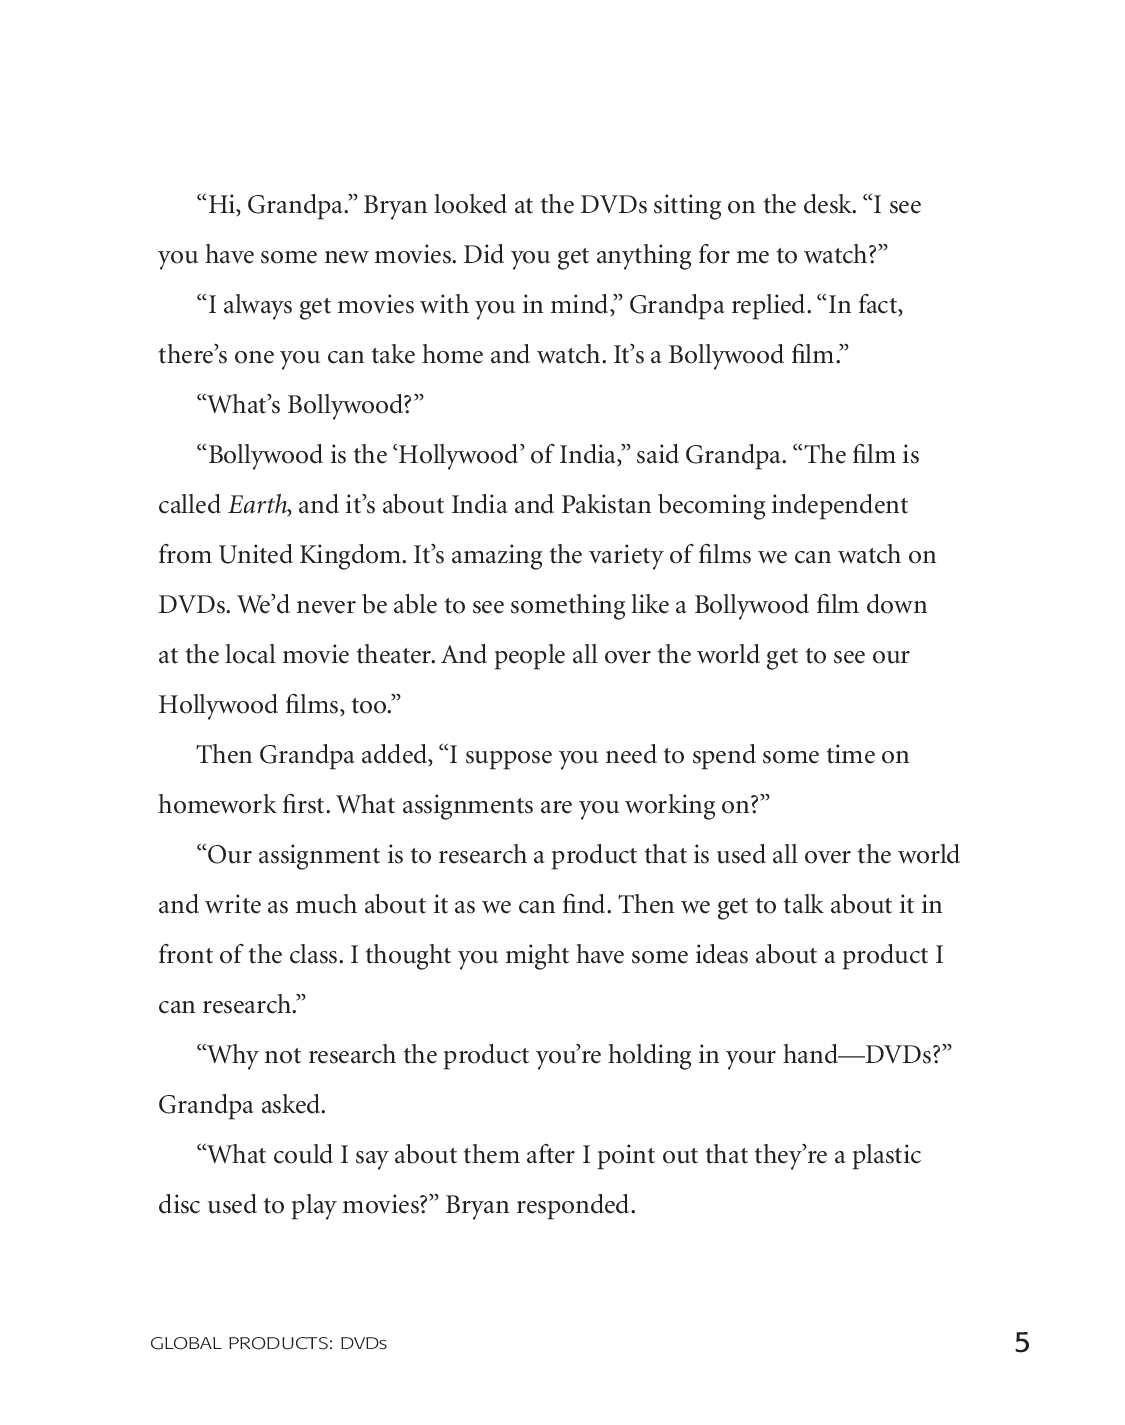 “Hi, Grandpa.” Bryan looked at the DVDs sitting on the desk. “I see
you have some new movies. Did you get anything for me to watch?”
“I always get movies with you in mind,” Grandpa replied. “In fact,
there’s one you can take home and watch. It’s a Bollywood film.”
“What’s Bollywood?”
“Bollywood is the ‘Hollywood’ of India,” said Grandpa. “The film is
called Earth, and it’s about India and Pakistan becoming independent
from United Kingdom. It’s amazing the variety of films we can watch on
DVDs. We’d never be able to see something like a Bollywood film down
at the local movie theater. And people all over the world get to see our
Hollywood films, too.”
Then Grandpa added, “I suppose you need to spend some time on
homework first. What assignments are you working on?”
“Our assignment is to research a product that is used all over the world
and write as much about it as we can find. Then we get to talk about it in
front of the class. I thought you might have some ideas about a product I
can research.”
“Why not research the product you’re holding in your hand—DVDs?”
Grandpa asked.
“What could I say about them after I point out that they’re a plastic
disc used to play movies?” Bryan responded.
GLOBAL PRODUCTS: DVDs 5